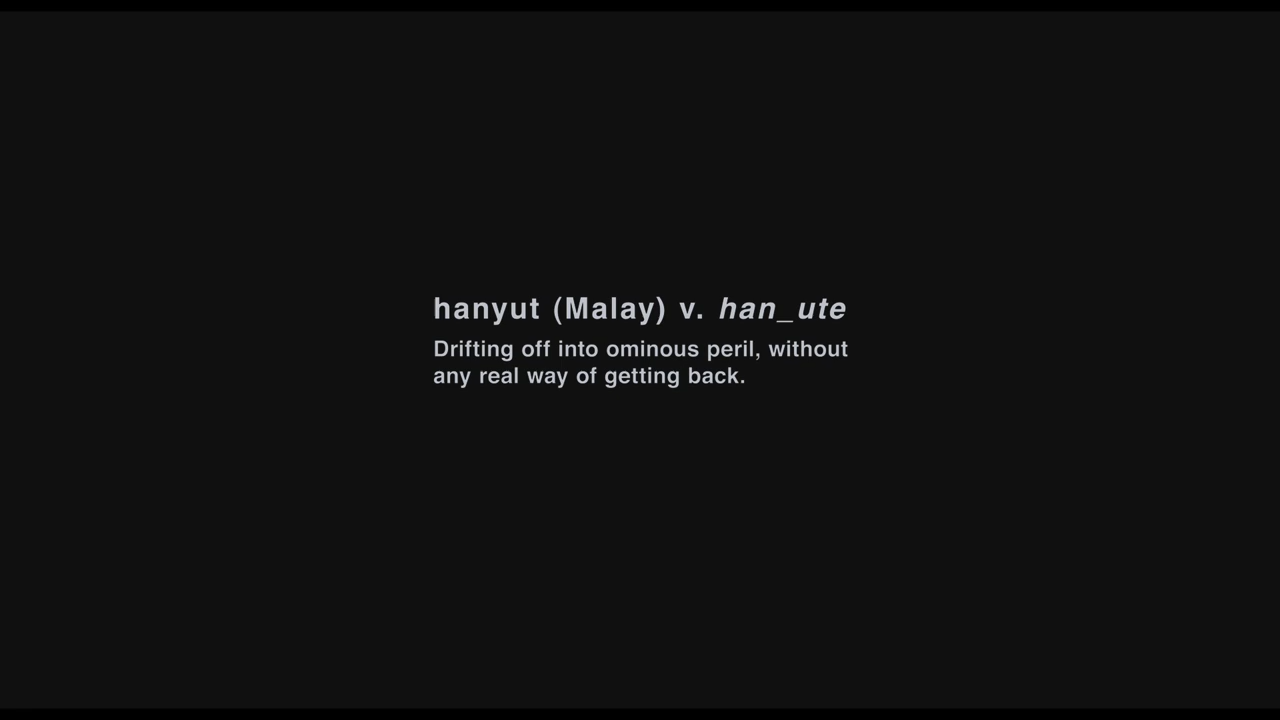 hanyut (Malay) v. han_ute
Drifting off into ominous peril, without
any real way of getting back.